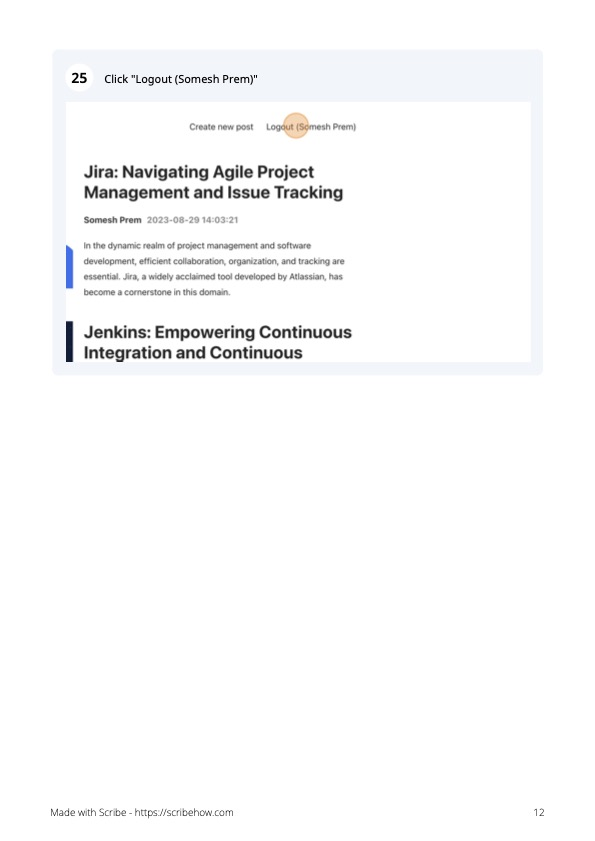 25
Click "Logout (Somesh Prem)"
Create new post
Logout (Somesh Prem)
Jira: Navigating Agile Project
Management and Issue Tracking
Somesh Prem 2023-08-29 14:03:21
In the dynamic realm of project management and software
development, efficient collaboration, organization, and tracking are
essential. Jira, a widely acclaimed tool developed by Atlassian, has
become a cornerstone in this domain.
Jenkins: Empowering Continuous
Integration and Continuous
Made with Scribe - https://scribehow.com
12